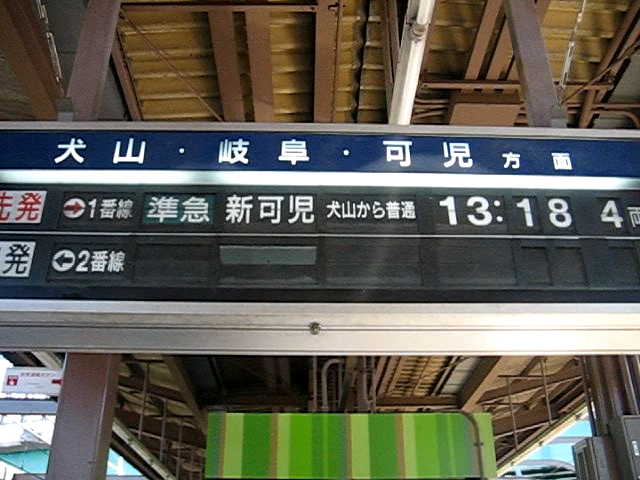 犬山・岐阜・可児方面
先発 →1番線 準急 新可児 犬山から普通 13:18 4両
発 ←2番線